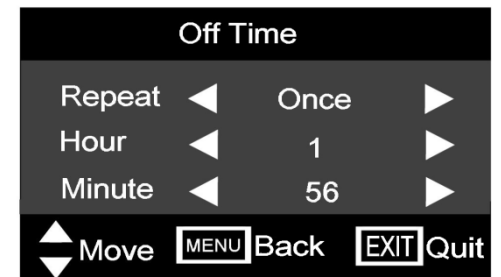 Off Time
Repeat Once
Hour 1
Minute 56
Move MENU Back EXIT Quit